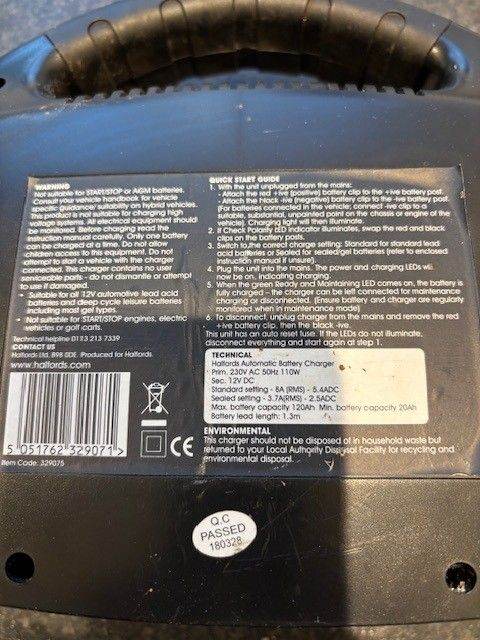 WARNING
Not suitable for START/STOP or AGM batteries.
Consult your vehicle handbook for vehicle
specific guidance/ suitability on hybrid vehicles.
This product is not suitable for charging high
voltage systems. All electrical equipment should
be monitored. Before charging read the
instruction manual carefully. Only one battery
can be charged at a time. Do not allow
children access to this equipment. Do not
attempt to start a vehicle with the charger
connected. This charger contains no user
serviceable parts - do not dismantle or attempt
to use if damaged.
- Suitable for all 12V automotive lead acid
batteries and deep cycle leisure batteries
including most gel types.
- Not suitable for START/STOP engines, electric
vehicles or golf carts.
Technical helpline 0113 213 7339
CONTACT US
Halfords Ltd, B98 0DE. Produced for Halfords.
www.halfords.com
5 051762 329071 >
Item Code: 329075
QUICK START GUIDE
1. With the unit unplugged from the mains:
- Attach the red +ive (positive) battery clip to the +ive battery post.
- Attach the black -ive (negative) battery clip to the -ive battery post.
(For batteries connected in the vehicle, connect -ive clip to a
suitable, substantial, unpainted point on the chassis or engine of the
vehicle). Charging light will then illuminate.
2. If Check Polarity LED indicator illuminates, swap the red and black
clips on the battery posts.
3. Switch to the correct charge setting: Standard for standard lead
acid batteries or Sealed for sealed/gel batteries (refer to enclosed
instruction manual if unsure).
4. Plug the unit into the mains. The power and charging LEDs will
now be on, indicating charging.
5. When the green Ready and Maintaining LED comes on, the battery is
fully charged - the charger can be left connected for maintenance
charging or disconnected. (Ensure battery and charger are regularly
monitored when in maintenance mode)
6. To disconnect, unplug charger from the mains and remove the red
+ive battery clip, then the black -ive.
This unit has an auto reset fuse. If the LEDs do not illuminate,
disconnect everything and start again at step 1.
TECHNICAL
Halfords Automatic Battery Charger
Prim. 230V AC 50Hz 110W
Sec. 12V DC
Standard setting - 8A (RMS) - 5.4ADC
Sealed setting - 3.7A(RMS) - 2.5ADC
Max. battery capacity 120Ah Min. battery capacity 20Ah
Battery lead length: 1.3m
CE
ENVIRONMENTAL
This charger should not be disposed of in household waste but
returned to your Local Authority Disposal Facility for recycling and
environmental disposal.
Q.C
PASSED
180328